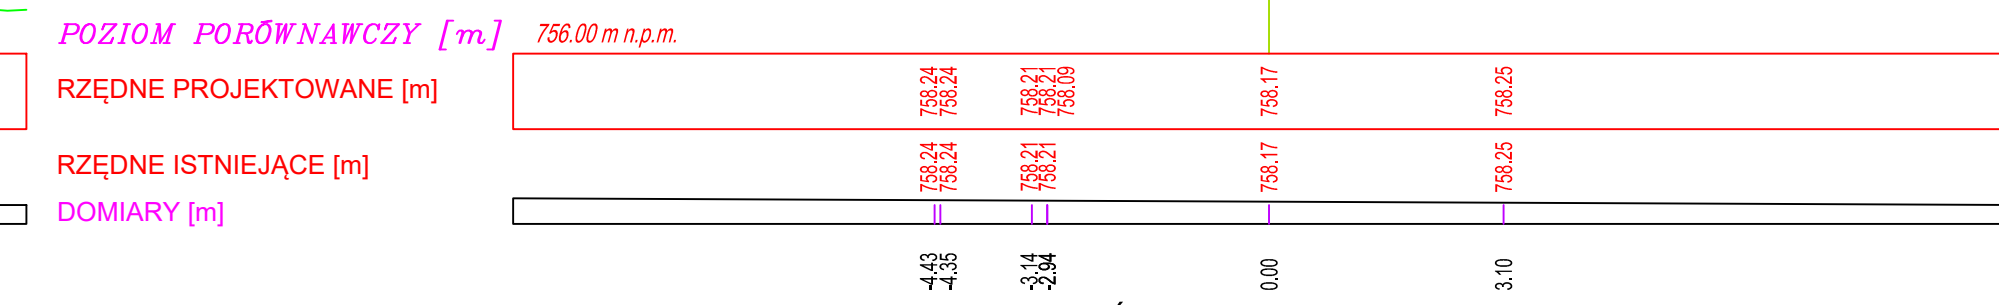 POZIOM PORÓWNAWCZY [m] 756.00 m n.p.m.
RZĘDNE PROJEKTOWANE [m] 758.24 758.24 758.21 758.21 758.09 758.17 758.25
RZĘDNE ISTNIEJĄCE [m] 758.24 758.24 758.21 758.21 758.17 758.25
DOMIARY [m]
-4.43 -4.35 -3.14 -2.94 0.00 3.10